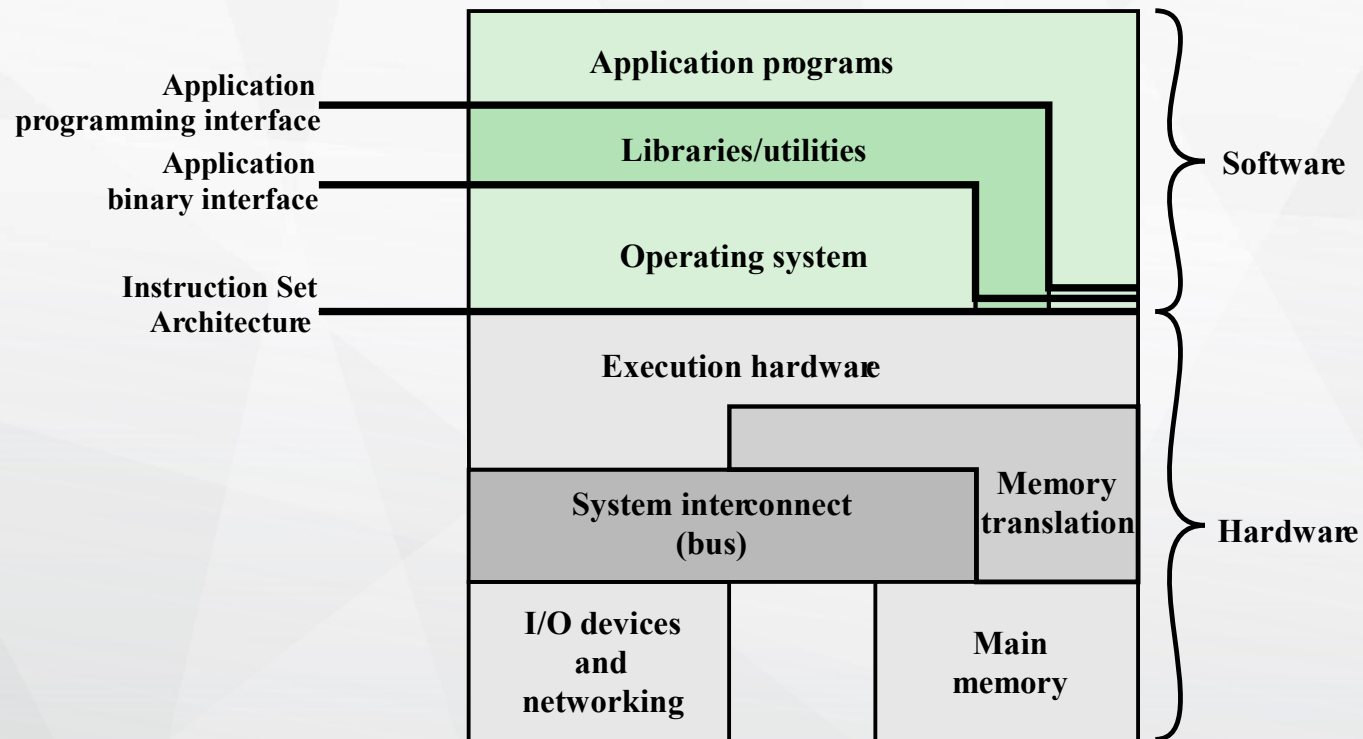 Application programs
Application
programming interface
Libraries/utilities
Application
binary interface
Software
Operating system
Instruction Set
Architecture
Execution hardware
Memory
translation
System interconnect
(bus)
Hardware
I/O devices
and
networking
Main
memory